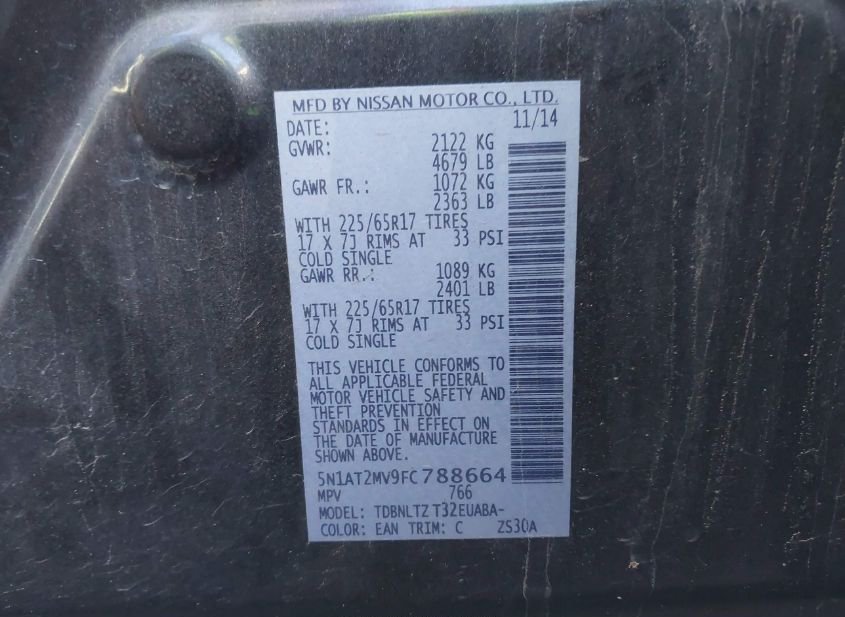 MFD BY NISSAN MOTOR CO., LTD.
DATE: 11/14
GVWR: 2122 KG
4679 LB
GAWR FR.: 1072 KG
2363 LB
WITH 225/65R17 TIRES
17 X 7J RIMS AT 33 PSI
COLD SINGLE
GAWR RR.: 1089 KG
2401 LB
WITH 225/65R17 TIRES
17 X 7J RIMS AT 33 PSI
COLD SINGLE
THIS VEHICLE CONFORMS TO
ALL APPLICABLE FEDERAL
MOTOR VEHICLE SAFETY AND
THEFT PREVENTION
STANDARDS IN EFFECT ON
THE DATE OF MANUFACTURE
SHOWN ABOVE.
5N1AT2MV9FC788664
MPV 766
MODEL: TDBNLTZ T32EUABA-
COLOR: EAN TRIM: C ZS30A